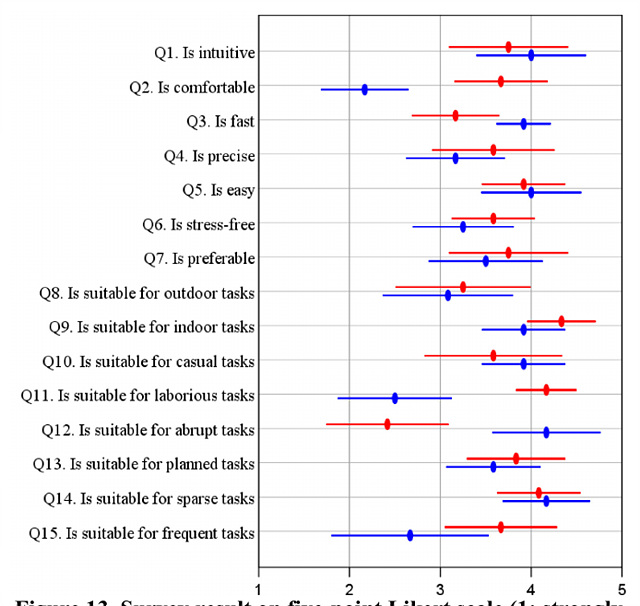 Q1. Is intuitive
Q2. Is comfortable
Q3. Is fast
Q4. Is precise
Q5. Is easy
Q6. Is stress-free
Q7. Is preferable
Q8. Is suitable for outdoor tasks
Q9. Is suitable for indoor tasks
Q10. Is suitable for casual tasks
Q11. Is suitable for laborious tasks
Q12. Is suitable for abrupt tasks
Q13. Is suitable for planned tasks
Q14. Is suitable for sparse tasks
Q15. Is suitable for frequent tasks
1 2 3 4 5
Figure 13. Survey result on five-point Likert scale (1: strongly